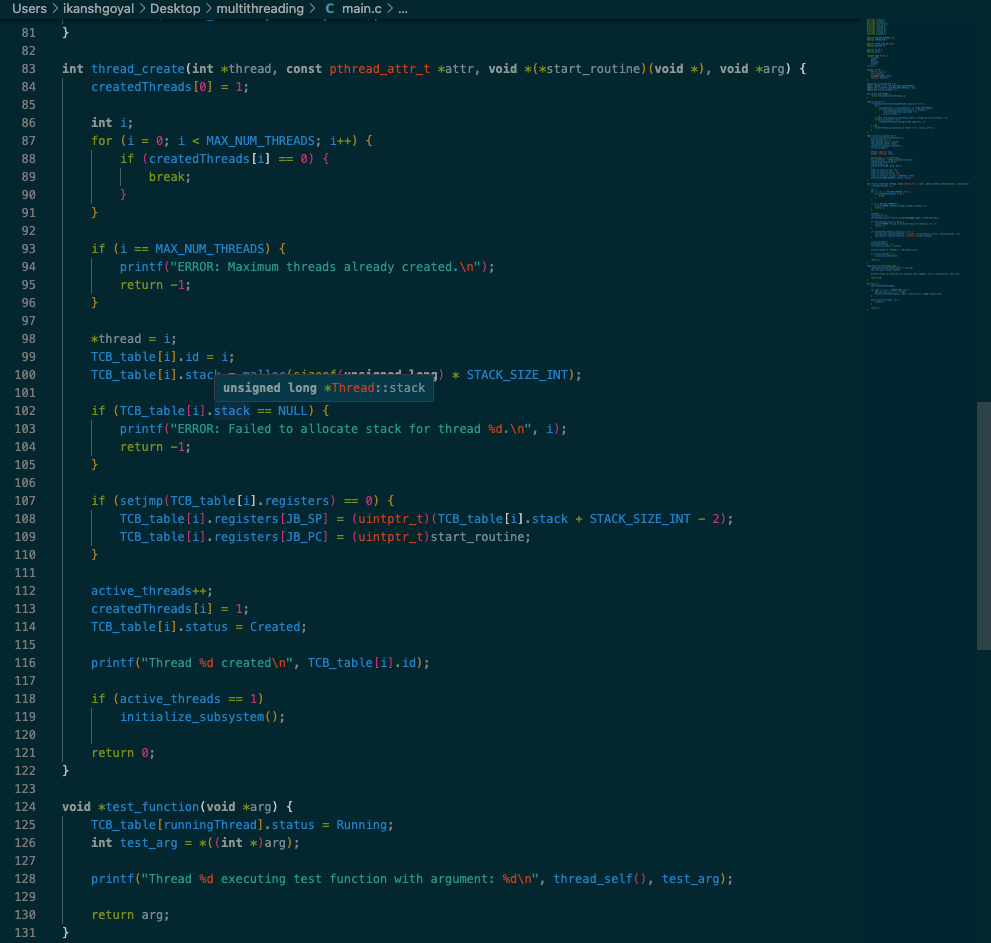 Users > ikanshgoyal > Desktop > multithreading > C main.c > ...
81 }
82
83 int thread_create(int *thread, const pthread_attr_t *attr, void *(*start_routine)(void *), void *arg) {
84 createdThreads[0] = 1;
85
86 int i;
87 for (i = 0; i < MAX_NUM_THREADS; i++) {
88 if (createdThreads[i] == 0) {
89 break;
90 }
91 }
92
93 if (i == MAX_NUM_THREADS) {
94 printf("ERROR: Maximum threads already created.\n");
95 return -1;
96 }
97
98 *thread = i;
99 TCB_table[i].id = i;
100 TCB_table[i].stack = malloc(sizeof(unsigned long) * STACK_SIZE_INT);
101
unsigned long *Thread::stack
102 if (TCB_table[i].stack == NULL) {
103 printf("ERROR: Failed to allocate stack for thread %d.\n", i);
104 return -1;
105 }
106
107 if (setjmp(TCB_table[i].registers) == 0) {
108 TCB_table[i].registers[JB_SP] = (uintptr_t)(TCB_table[i].stack + STACK_SIZE_INT - 2);
109 TCB_table[i].registers[JB_PC] = (uintptr_t)start_routine;
110 }
111
112 active_threads++;
113 createdThreads[i] = 1;
114 TCB_table[i].status = Created;
115
116 printf("Thread %d created\n", TCB_table[i].id);
117
118 if (active_threads == 1)
119 initialize_subsystem();
120
121 return 0;
122 }
123
124 void *test_function(void *arg) {
125 TCB_table[runningThread].status = Running;
126 int test_arg = *((int *)arg);
127
128 printf("Thread %d executing test function with argument: %d\n", thread_self(), test_arg);
129
130 return arg;
131 }